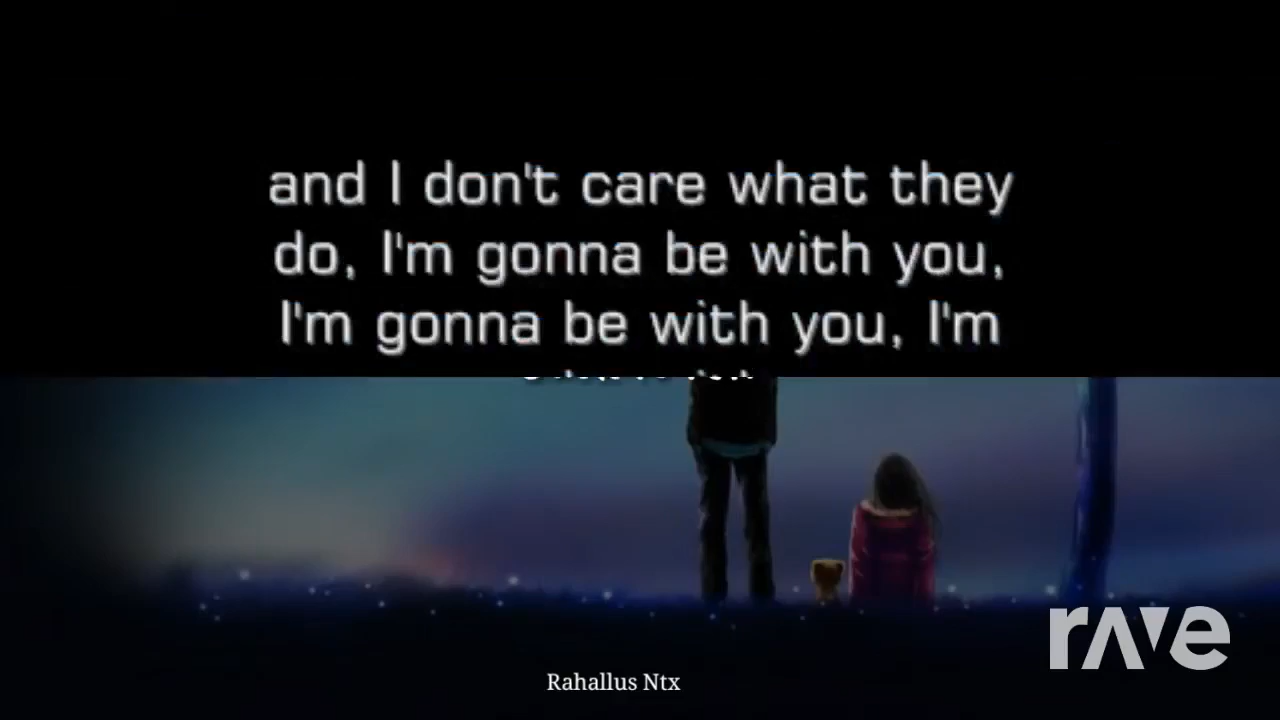 and I don't care what they
do, I'm gonna be with you,
I'm gonna be with you, I'm
rave
Rahallus Ntx